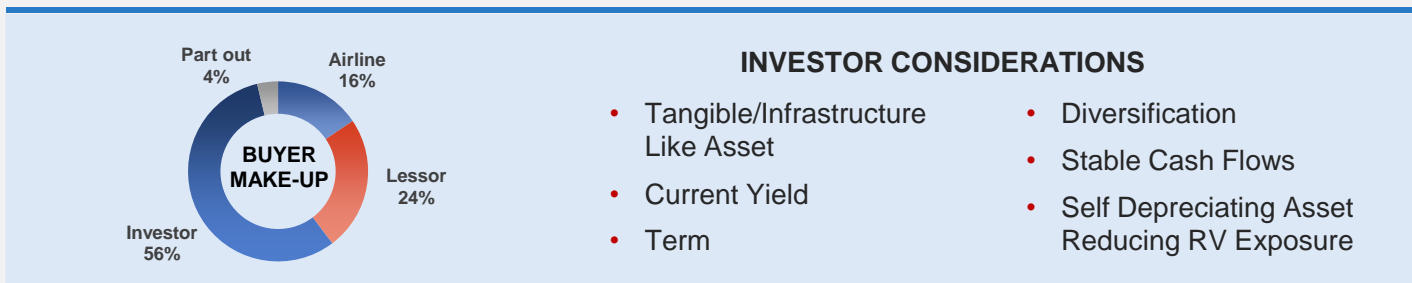 Part out
4%
Airline
16%
BUYER
MAKE-UP
Lessor
24%
Investor
56%
INVESTOR CONSIDERATIONS
• Tangible/Infrastructure
Like Asset
• Current Yield
• Term
• Diversification
• Stable Cash Flows
• Self Depreciating Asset
Reducing RV Exposure